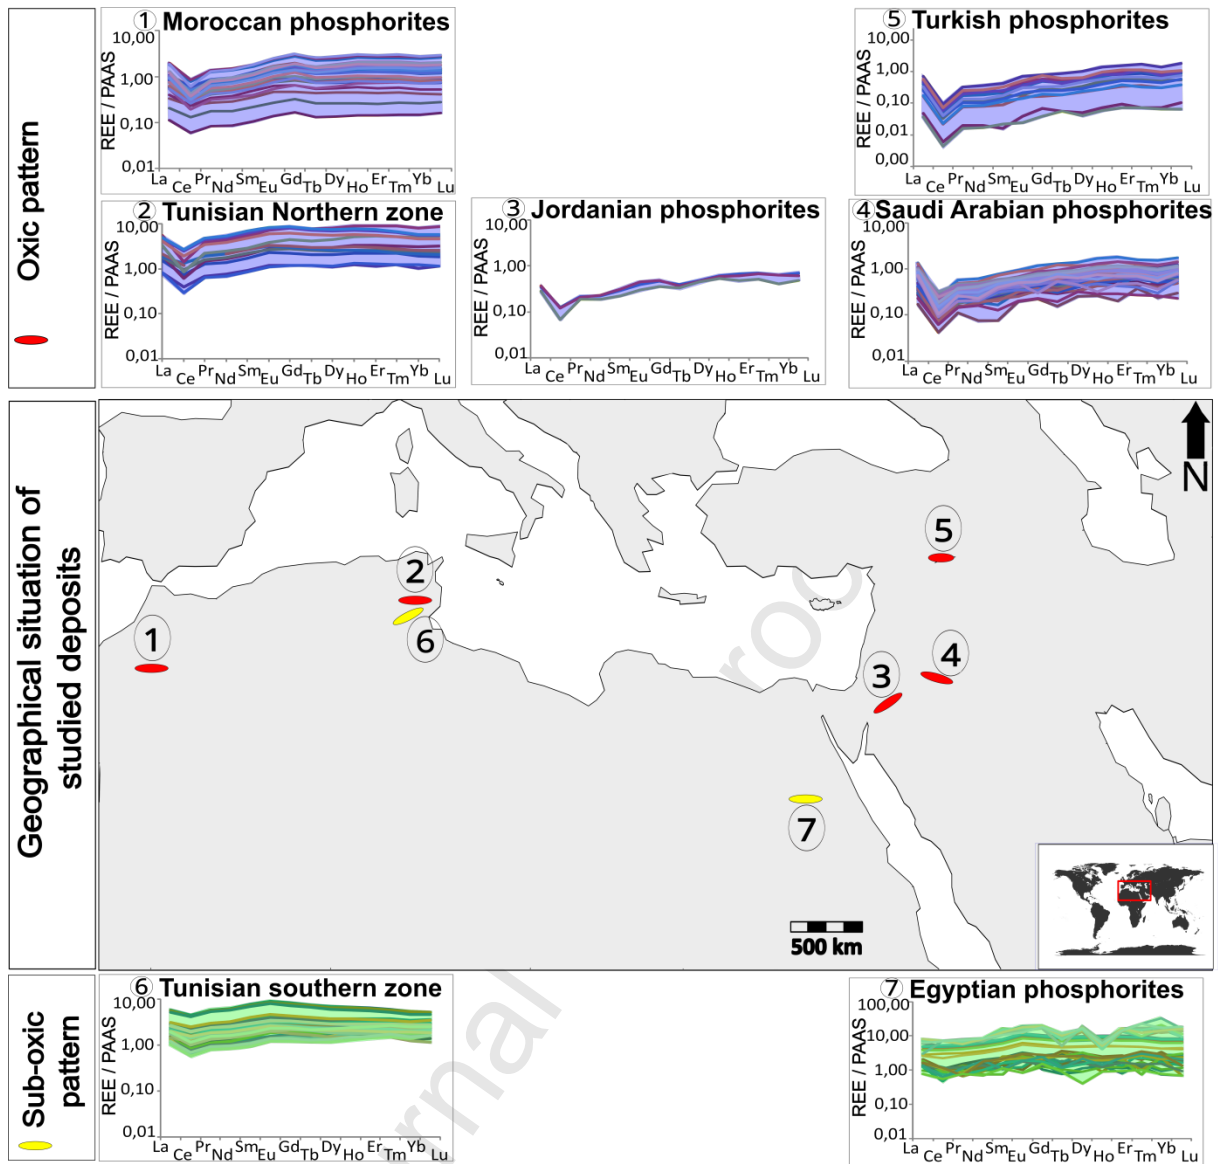 Oxic pattern
① Moroccan phosphorites
REE / PAAS
10,00
1,00
0,10
0,01
La Ce Pr Nd Sm Eu Gd Tb Dy Ho Er Tm Yb Lu
⑤ Turkish phosphorites
REE / PAAS
10,00
1,00
0,10
0,01
0,00
La Ce Pr Nd Sm Eu Gd Tb Dy Ho Er Tm Yb Lu
② Tunisian Northern zone
REE / PAAS
10,00
1,00
0,10
0,01
La Ce Pr Nd Sm Eu Gd Tb Dy Ho Er Tm Yb Lu
③ Jordanian phosphorites
REE / PAAS
10,00
1,00
0,10
0,01
La Ce Pr Nd Sm Eu Gd Tb Dy Ho Er Tm Yb Lu
④ Saudi Arabian phosphorites
REE / PAAS
10,00
1,00
0,10
0,01
La Ce Pr Nd Sm Eu Gd Tb Dy Ho Er Tm Yb Lu
Geographical situation of
studied deposits
N
5
2
6
1
4
3
7
500 km
roc
rnal
Sub-oxic
pattern
⑥ Tunisian southern zone
REE / PAAS
10,00
1,00
0,10
0,01
La Ce Pr Nd Sm Eu Gd Tb Dy Ho Er Tm Yb Lu
⑦ Egyptian phosphorites
REE / PAAS
100,00
10,00
1,00
0,10
0,01
La Ce Pr Nd Sm Eu Gd Tb Dy Ho Er Tm Yb Lu